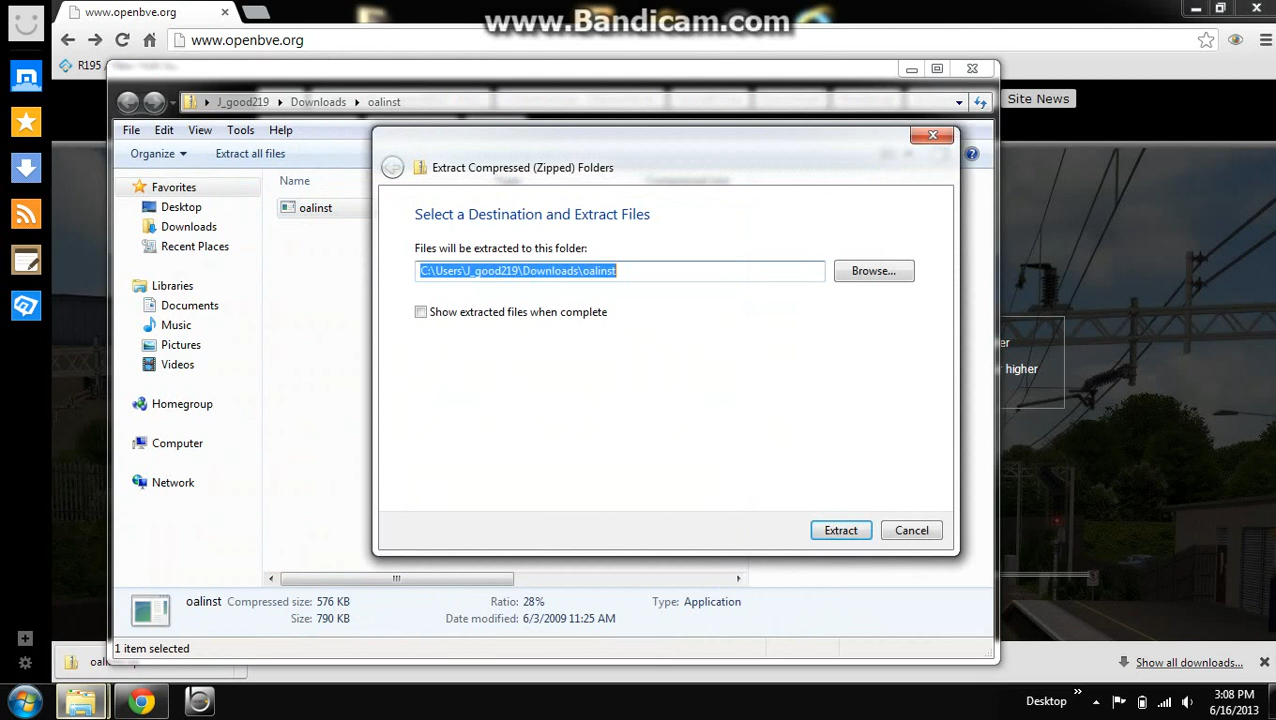 www.openbve.org
www.Bandicam.com
www.openbve.org
R195
Site News
J_good219 Downloads oalinst
File Edit View Tools Help
Organize Extract all files
Name
oalinst
Favorites
Desktop
Downloads
Recent Places
Libraries
Documents
Music
Pictures
Videos
Homegroup
Computer
Network
Extract Compressed (Zipped) Folders
Select a Destination and Extract Files
Files will be extracted to this folder:
C:\Users\J_good219\Downloads\oalinst
Browse...
Show extracted files when complete
Extract Cancel
er
higher
oalinst Compressed size: 576 KB Ratio: 28% Type: Application
Size: 790 KB Date modified: 6/3/2009 11:25 AM
1 item selected
Show all downloads...
Desktop
3:08 PM
6/16/2013